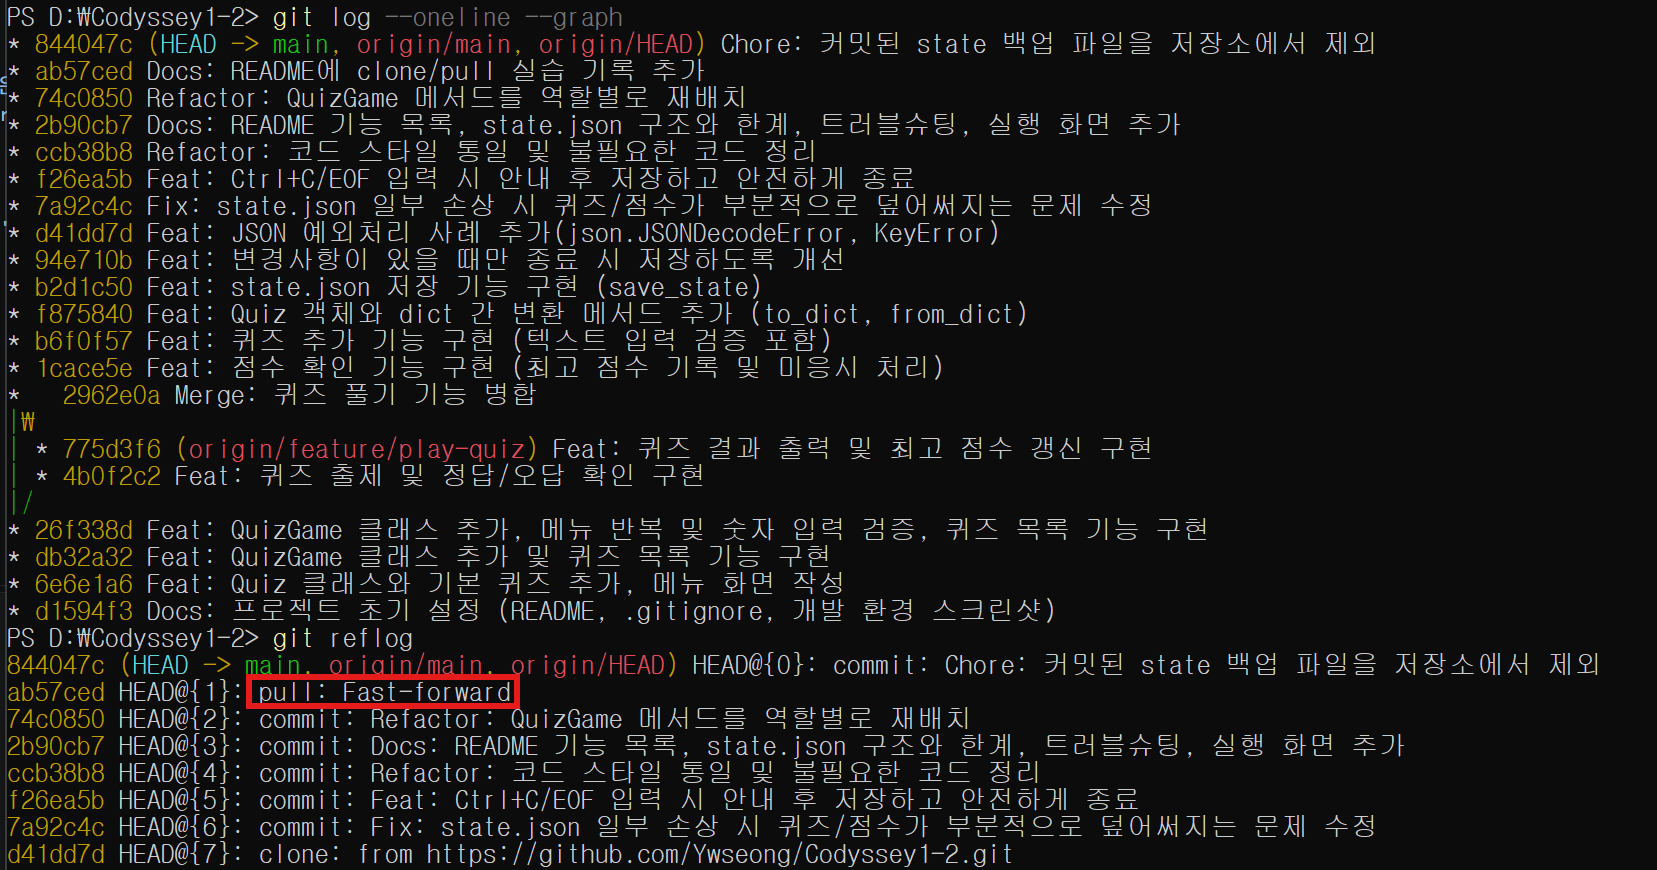 PS D:\Codyssey1-2> git log --oneline --graph
* 844047c (HEAD -> main, origin/main, origin/HEAD) Chore: 커밋된 state 백업 파일을 저장소에서 제외
* ab57ced Docs: README에 clone/pull 실습 기록 추가
* 74c0850 Refactor: QuizGame 메서드를 역할별로 재배치
* 2b90cb7 Docs: README 기능 목록, state.json 구조와 한계, 트러블슈팅, 실행 화면 추가
* ccb38b8 Refactor: 코드 스타일 통일 및 불필요한 코드 정리
* f26ea5b Feat: Ctrl+C/EOF 입력 시 안내 후 저장하고 안전하게 종료
* 7a92c4c Fix: state.json 일부 손상 시 퀴즈/점수가 부분적으로 덮어써지는 문제 수정
* d41dd7d Feat: JSON 예외처리 사례 추가(json.JSONDecodeError, KeyError)
* 94e710b Feat: 변경사항이 있을 때만 종료 시 저장하도록 개선
* b2d1c50 Feat: state.json 저장 기능 구현 (save_state)
* f875840 Feat: Quiz 객체와 dict 간 변환 메서드 추가 (to_dict, from_dict)
* b6f0f57 Feat: 퀴즈 추가 기능 구현 (텍스트 입력 검증 포함)
* 1cace5e Feat: 점수 확인 기능 구현 (최고 점수 기록 및 미응시 처리)
*   2962e0a Merge: 퀴즈 풀기 기능 병합
|₩
| * 775d3f6 (origin/feature/play-quiz) Feat: 퀴즈 결과 출력 및 최고 점수 갱신 구현
| * 4b0f2c2 Feat: 퀴즈 출제 및 정답/오답 확인 구현
|/
* 26f338d Feat: QuizGame 클래스 추가, 메뉴 반복 및 숫자 입력 검증, 퀴즈 목록 기능 구현
* db32a32 Feat: QuizGame 클래스 추가 및 퀴즈 목록 기능 구현
* 6e6e1a6 Feat: Quiz 클래스와 기본 퀴즈 추가, 메뉴 화면 작성
* d1594f3 Docs: 프로젝트 초기 설정 (README, .gitignore, 개발 환경 스크린샷)
PS D:₩Codyssey1-2> git reflog
844047c (HEAD -> main, origin/main, origin/HEAD) HEAD@{0}: commit: Chore: 커밋된 state 백업 파일을 저장소에서 제외
ab57ced HEAD@{1}: pull: Fast-forward
74c0850 HEAD@{2}: commit: Refactor: QuizGame 메서드를 역할별로 재배치
2b90cb7 HEAD@{3}: commit: Docs: README 기능 목록, state.json 구조와 한계, 트러블슈팅, 실행 화면 추가
ccb38b8 HEAD@{4}: commit: Refactor: 코드 스타일 통일 및 불필요한 코드 정리
f26ea5b HEAD@{5}: commit: Feat: Ctrl+C/EOF 입력 시 안내 후 저장하고 안전하게 종료
7a92c4c HEAD@{6}: commit: Fix: state.json 일부 손상 시 퀴즈/점수가 부분적으로 덮어써지는 문제 수정
d41dd7d HEAD@{7}: clone: from https://github.com/Ywseong/Codyssey1-2.git